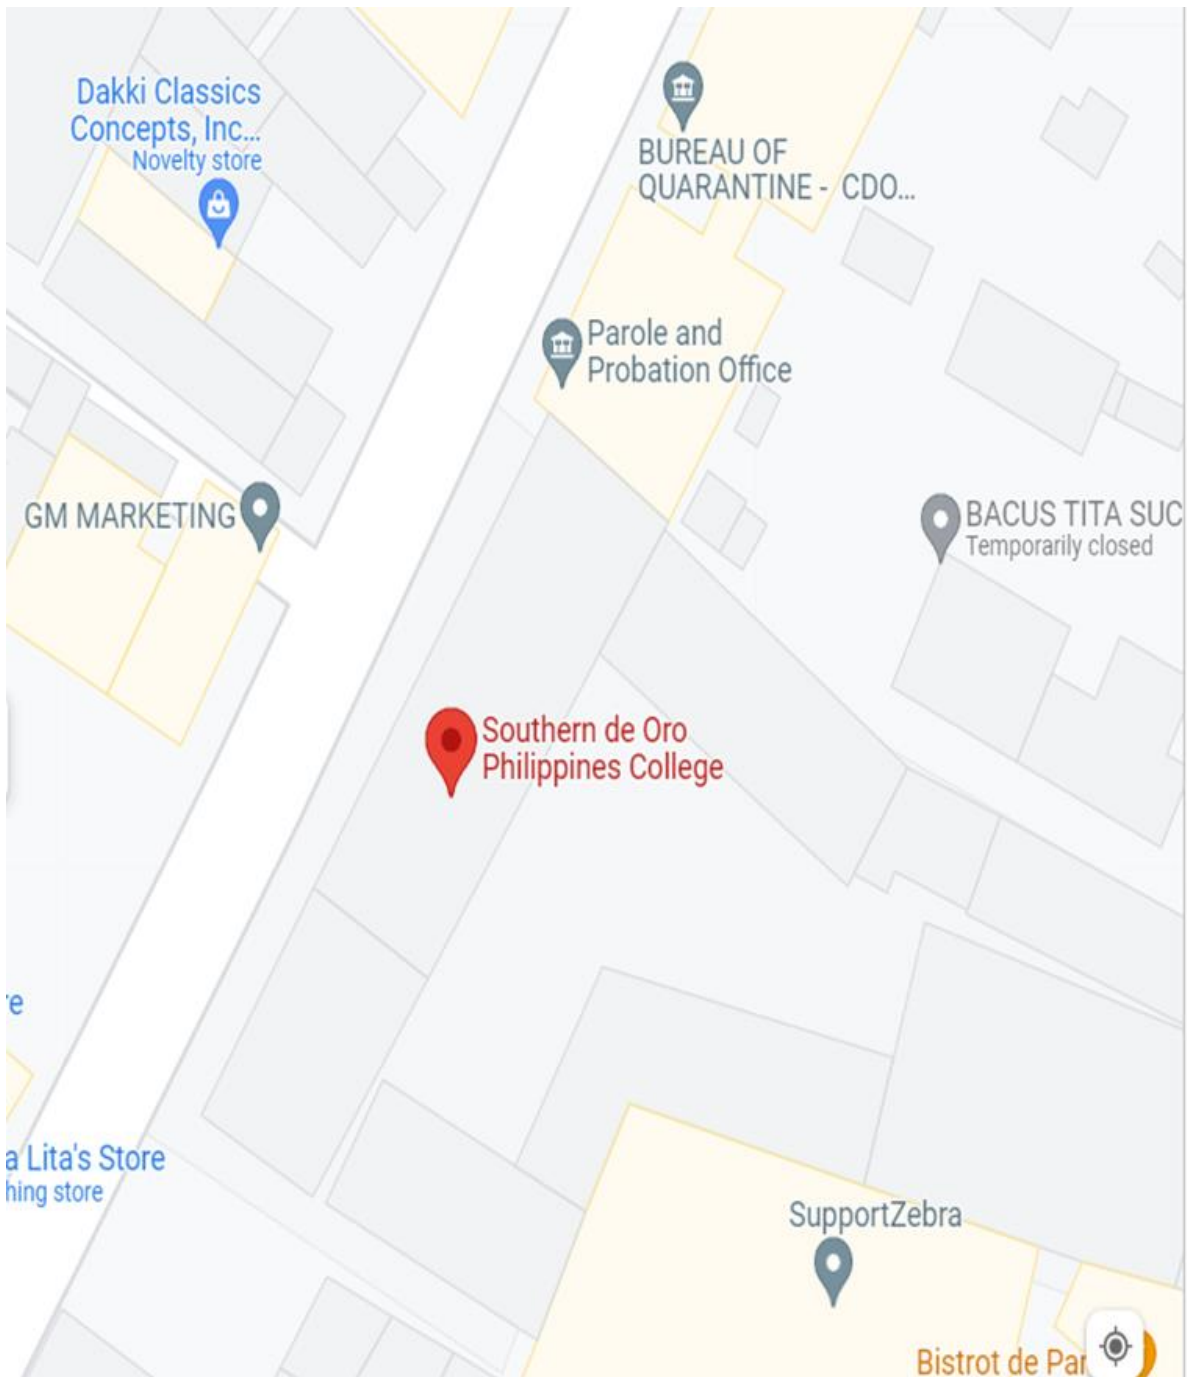 Dakki Classics
Concepts, Inc...
Novelty store
BUREAU OF
QUARANTINE - CDO...
Parole and
Probation Office
GM MARKETING
BACUS TITA SUC
Temporarily closed
Southern de Oro
Philippines College
e
a Lita's Store
hing store
SupportZebra
Bistrot de Par